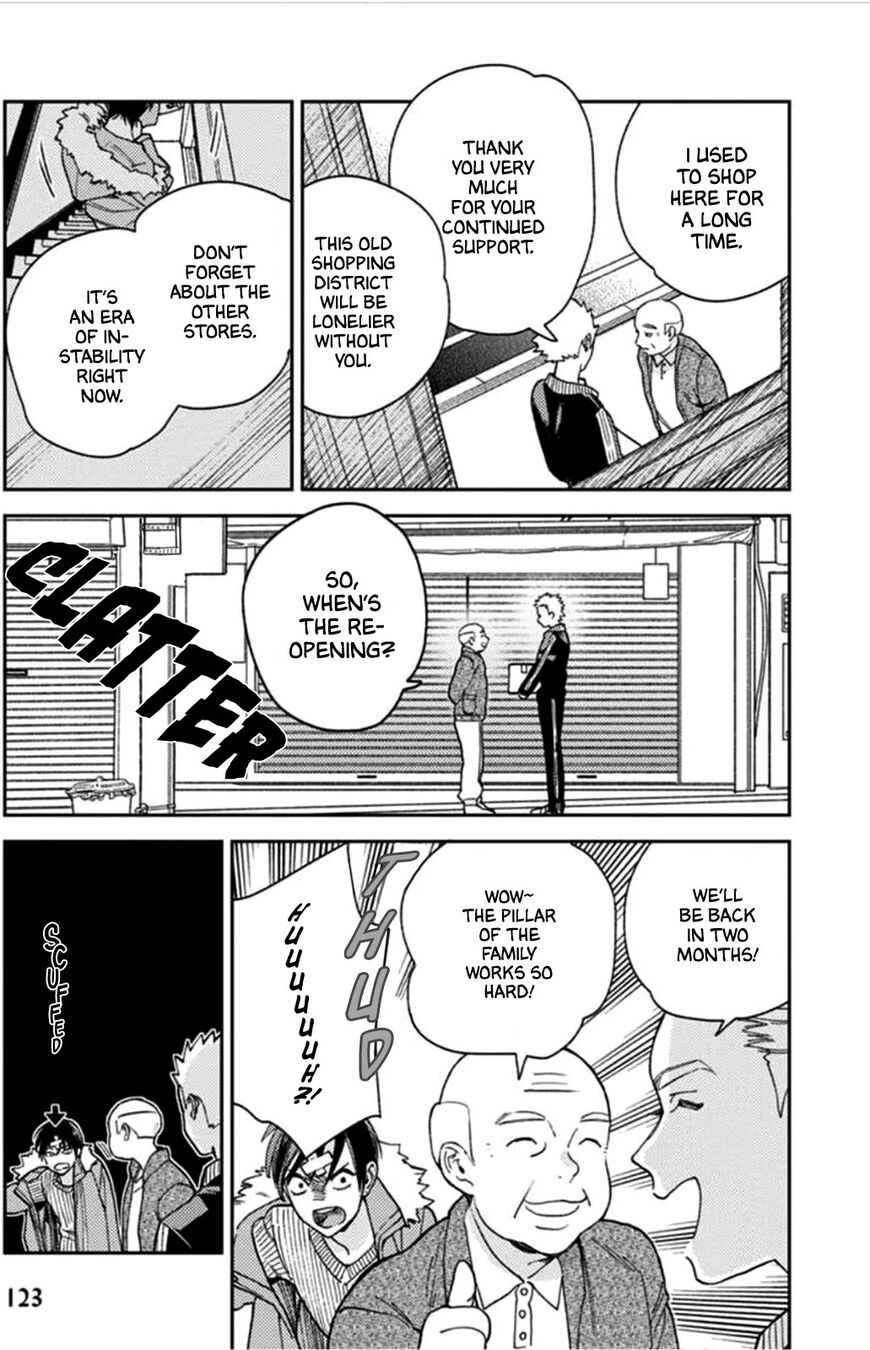 I USED
TO SHOP
HERE FOR
A LONG
TIME.
THANK
YOU VERY
MUCH
FOR YOUR
CONTINUED
SUPPORT.
THIS OLD
SHOPPING
DISTRICT
WILL BE
LONELIER
WITHOUT
YOU.
DON'T
FORGET
ABOUT THE
OTHER
STORES.
IT'S
AN ERA
OF IN-
STABILITY
RIGHT
NOW.
SO,
WHEN'S
THE RE-
OPENING?
CLATTER
WE'LL
BE BACK
IN TWO
MONTHS!
WOW~
THE PILLAR
OF THE
FAMILY
WORKS SO
HARD!
THUD
HUUUUUUH?!
SCUFFED
123